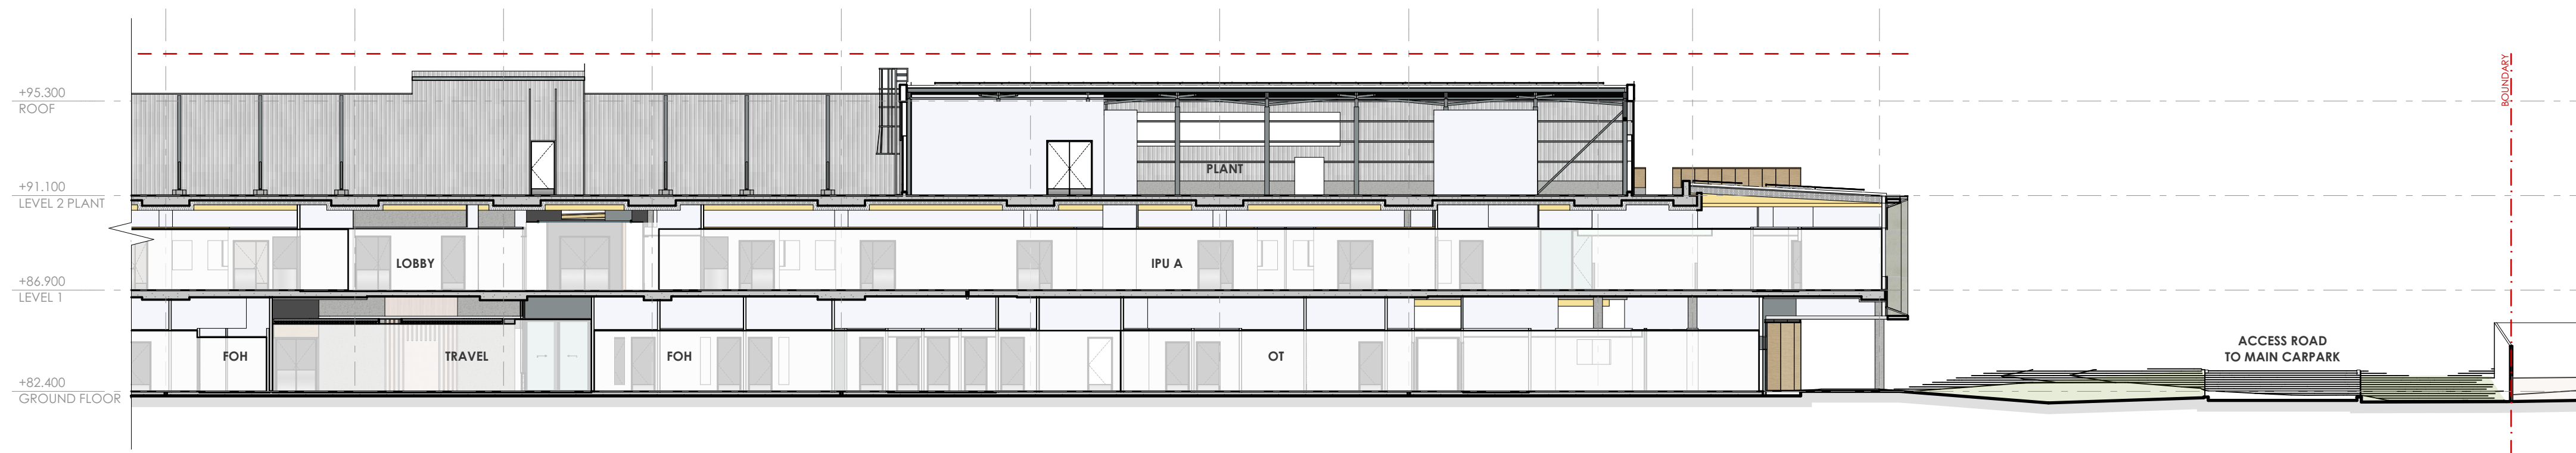 BOUNDARY
+95.300
ROOF
PLANT
+91.100
LEVEL 2 PLANT
LOBBY
IPU A
+86.900
LEVEL 1
ACCESS ROAD
TO MAIN CARPARK
FOH
TRAVEL
FOH
OT
+82.400
GROUND FLOOR